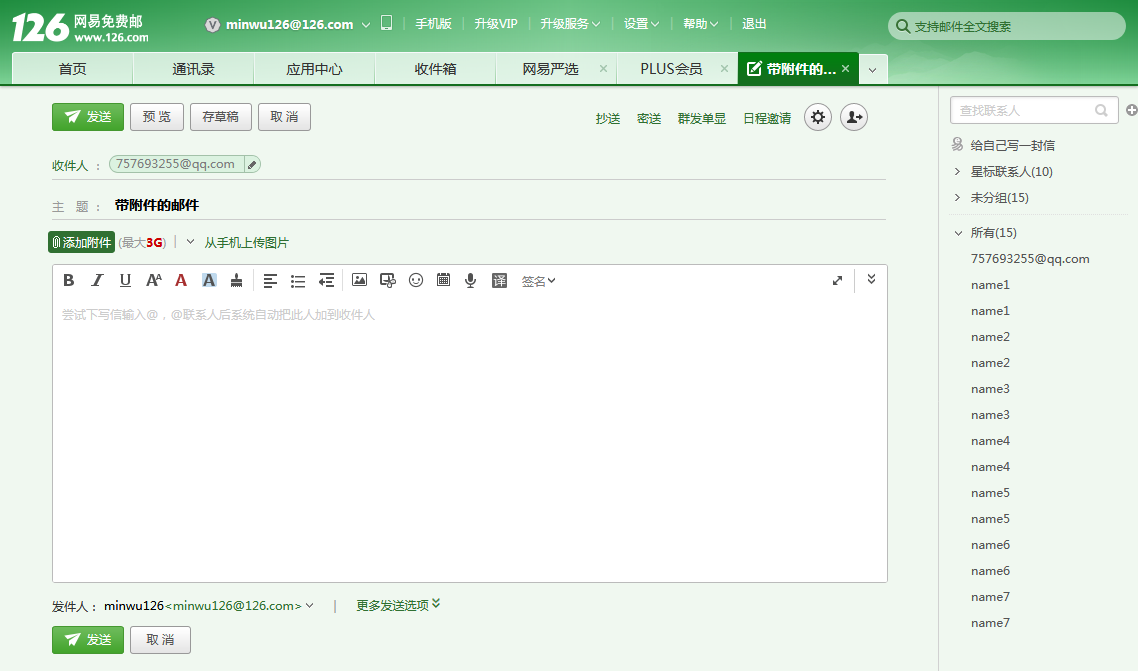 126 网易免费邮 www.126.com
minwu126@126.com 手机版 升级VIP 升级服务 设置 帮助 退出
支持邮件全文搜索
首页 通讯录 应用中心 收件箱 网易严选 × PLUS会员 × 带附件的... ×
发送 预 览 存草稿 取 消
抄送 密送 群发单显 日程邀请
收件人 : 757693255@qq.com
主 题 : 带附件的邮件
添加附件 (最大3G) | 从手机上传图片
B I U AA A A 译 签名
尝试下写信输入@，@联系人后系统自动把此人加到收件人
发件人： minwu126<minwu126@126.com> | 更多发送选项
发送 取 消
查找联系人
给自己写一封信
星标联系人(10)
未分组(15)
所有(15)
757693255@qq.com
name1
name1
name2
name2
name3
name3
name4
name4
name5
name5
name6
name6
name7
name7